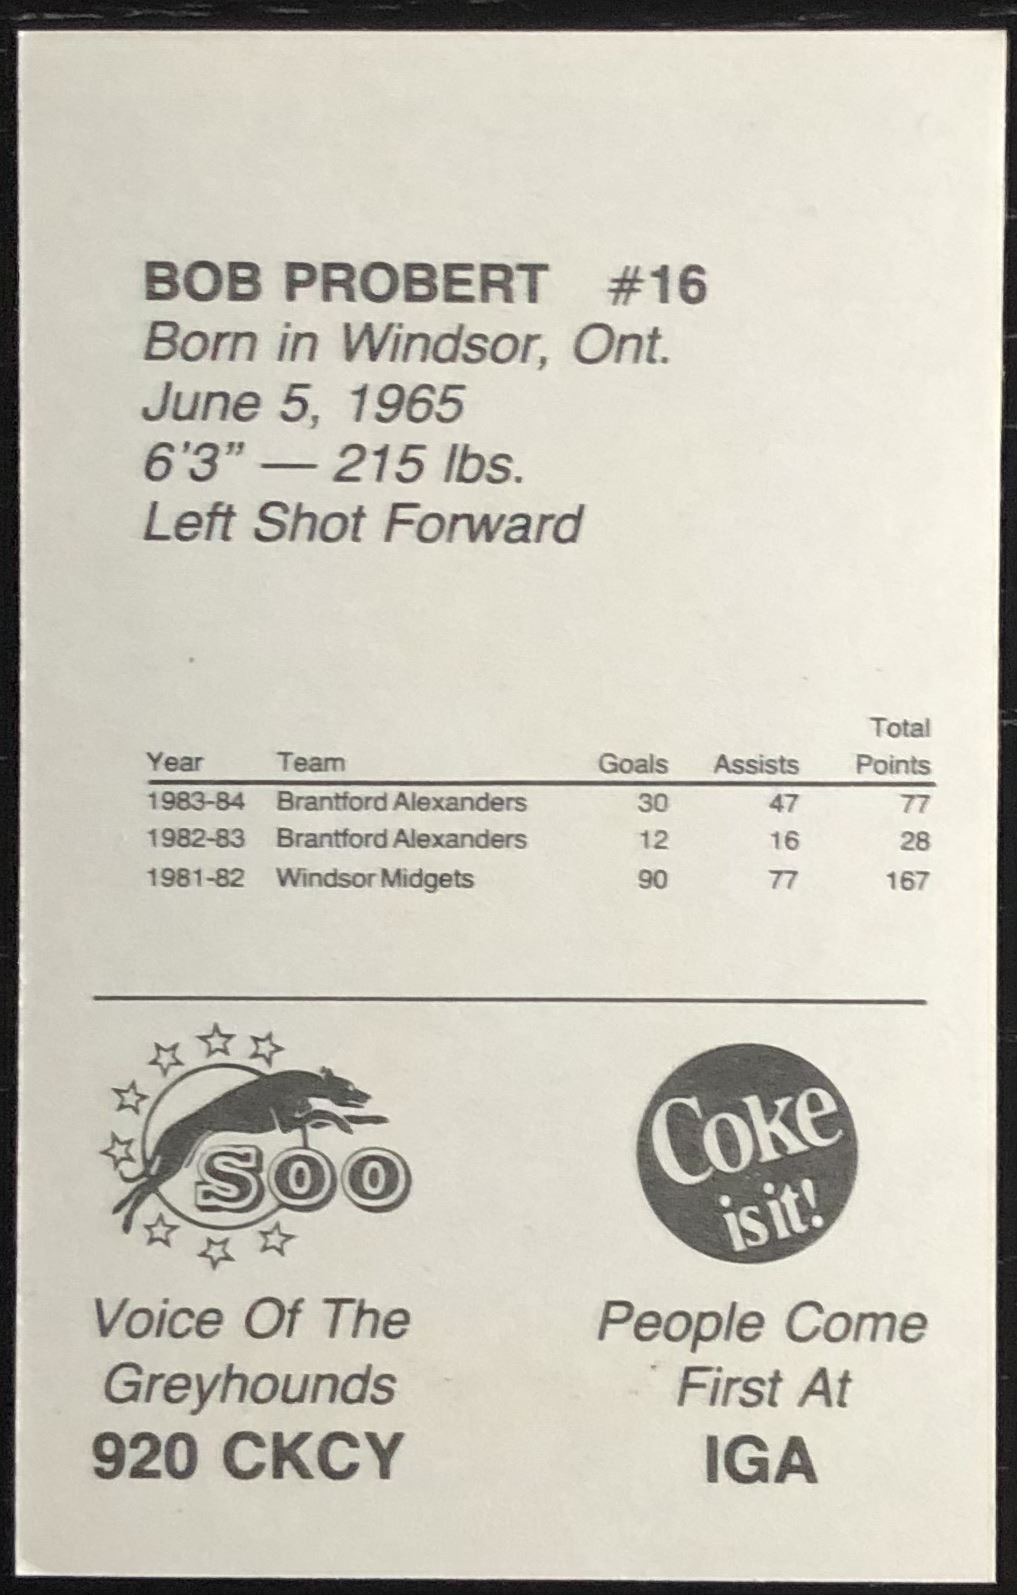 BOB PROBERT #16
Born in Windsor, Ont.
June 5, 1965
6'3” — 215 lbs.
Left Shot Forward
Total
Year Team Goals Assists Points
1983-84 Brantford Alexanders 30 47 77
1982-83 Brantford Alexanders 12 16 28
1981-82 Windsor Midgets 90 77 167
SOO
Coke
is it!
Voice Of The
Greyhounds
920 CKCY
People Come
First At
IGA